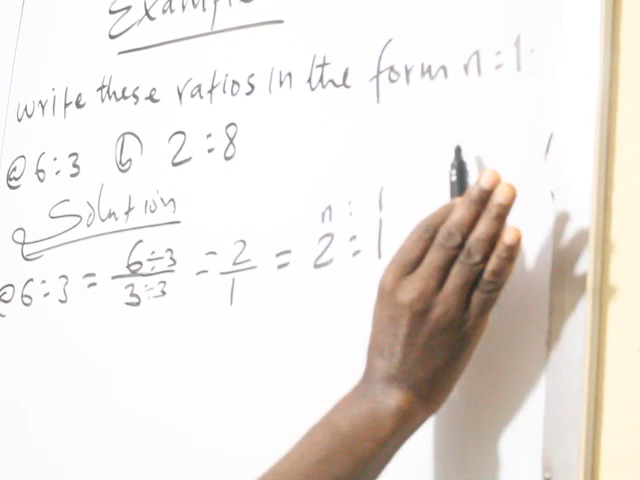 Example
write these ratios in the form n:1.
(a) 6:3 (b) 2:8
Solution
n : 1
(a) 6:3 = 6÷3/3÷3 = 2/1 = 2:1